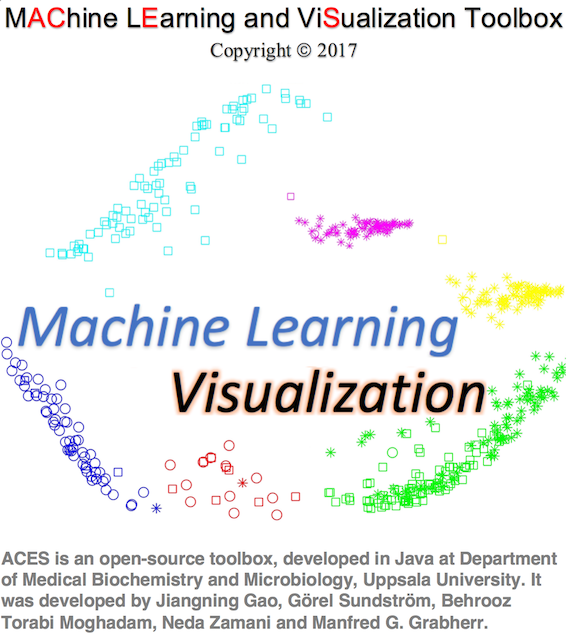 MAChine LEarning and ViSualization Toolbox
Copyright © 2017
Machine Learning
Visualization
ACES is an open-source toolbox, developed in Java at Department
of Medical Biochemistry and Microbiology, Uppsala University. It
was developed by Jiangning Gao, Görel Sundström, Behrooz
Torabi Moghadam, Neda Zamani and Manfred G. Grabherr.